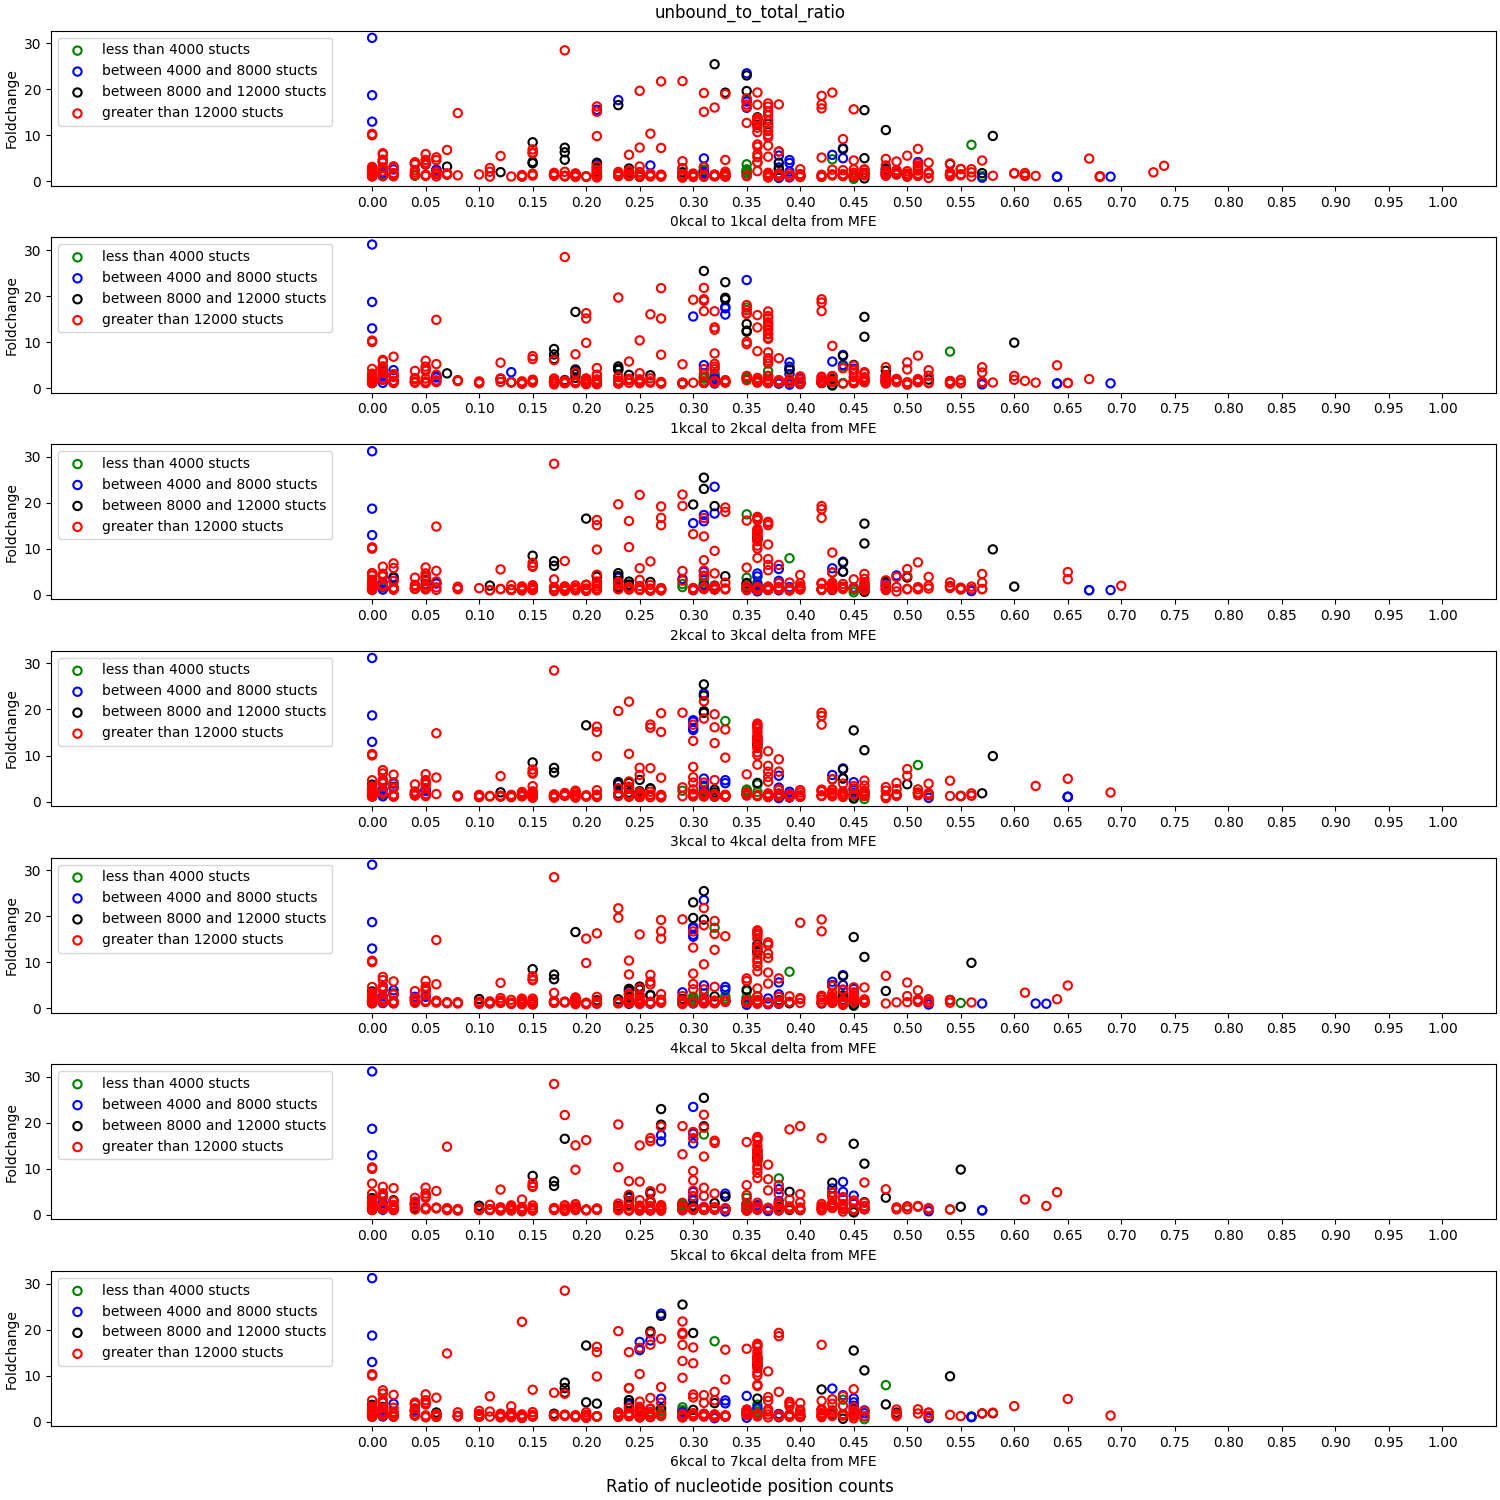 unbound_to_total_ratio
less than 4000 stucts
between 4000 and 8000 stucts
between 8000 and 12000 stucts
greater than 12000 stucts
Foldchange
30
20
10
0
0.00 0.05 0.10 0.15 0.20 0.25 0.30 0.35 0.40 0.45 0.50 0.55 0.60 0.65 0.70 0.75 0.80 0.85 0.90 0.95 1.00
0kcal to 1kcal delta from MFE
less than 4000 stucts
between 4000 and 8000 stucts
between 8000 and 12000 stucts
greater than 12000 stucts
Foldchange
30
20
10
0
0.00 0.05 0.10 0.15 0.20 0.25 0.30 0.35 0.40 0.45 0.50 0.55 0.60 0.65 0.70 0.75 0.80 0.85 0.90 0.95 1.00
1kcal to 2kcal delta from MFE
less than 4000 stucts
between 4000 and 8000 stucts
between 8000 and 12000 stucts
greater than 12000 stucts
Foldchange
30
20
10
0
0.00 0.05 0.10 0.15 0.20 0.25 0.30 0.35 0.40 0.45 0.50 0.55 0.60 0.65 0.70 0.75 0.80 0.85 0.90 0.95 1.00
2kcal to 3kcal delta from MFE
less than 4000 stucts
between 4000 and 8000 stucts
between 8000 and 12000 stucts
greater than 12000 stucts
Foldchange
30
20
10
0
0.00 0.05 0.10 0.15 0.20 0.25 0.30 0.35 0.40 0.45 0.50 0.55 0.60 0.65 0.70 0.75 0.80 0.85 0.90 0.95 1.00
3kcal to 4kcal delta from MFE
less than 4000 stucts
between 4000 and 8000 stucts
between 8000 and 12000 stucts
greater than 12000 stucts
Foldchange
30
20
10
0
0.00 0.05 0.10 0.15 0.20 0.25 0.30 0.35 0.40 0.45 0.50 0.55 0.60 0.65 0.70 0.75 0.80 0.85 0.90 0.95 1.00
4kcal to 5kcal delta from MFE
less than 4000 stucts
between 4000 and 8000 stucts
between 8000 and 12000 stucts
greater than 12000 stucts
Foldchange
30
20
10
0
0.00 0.05 0.10 0.15 0.20 0.25 0.30 0.35 0.40 0.45 0.50 0.55 0.60 0.65 0.70 0.75 0.80 0.85 0.90 0.95 1.00
5kcal to 6kcal delta from MFE
less than 4000 stucts
between 4000 and 8000 stucts
between 8000 and 12000 stucts
greater than 12000 stucts
Foldchange
30
20
10
0
0.00 0.05 0.10 0.15 0.20 0.25 0.30 0.35 0.40 0.45 0.50 0.55 0.60 0.65 0.70 0.75 0.80 0.85 0.90 0.95 1.00
6kcal to 7kcal delta from MFE
Ratio of nucleotide position counts